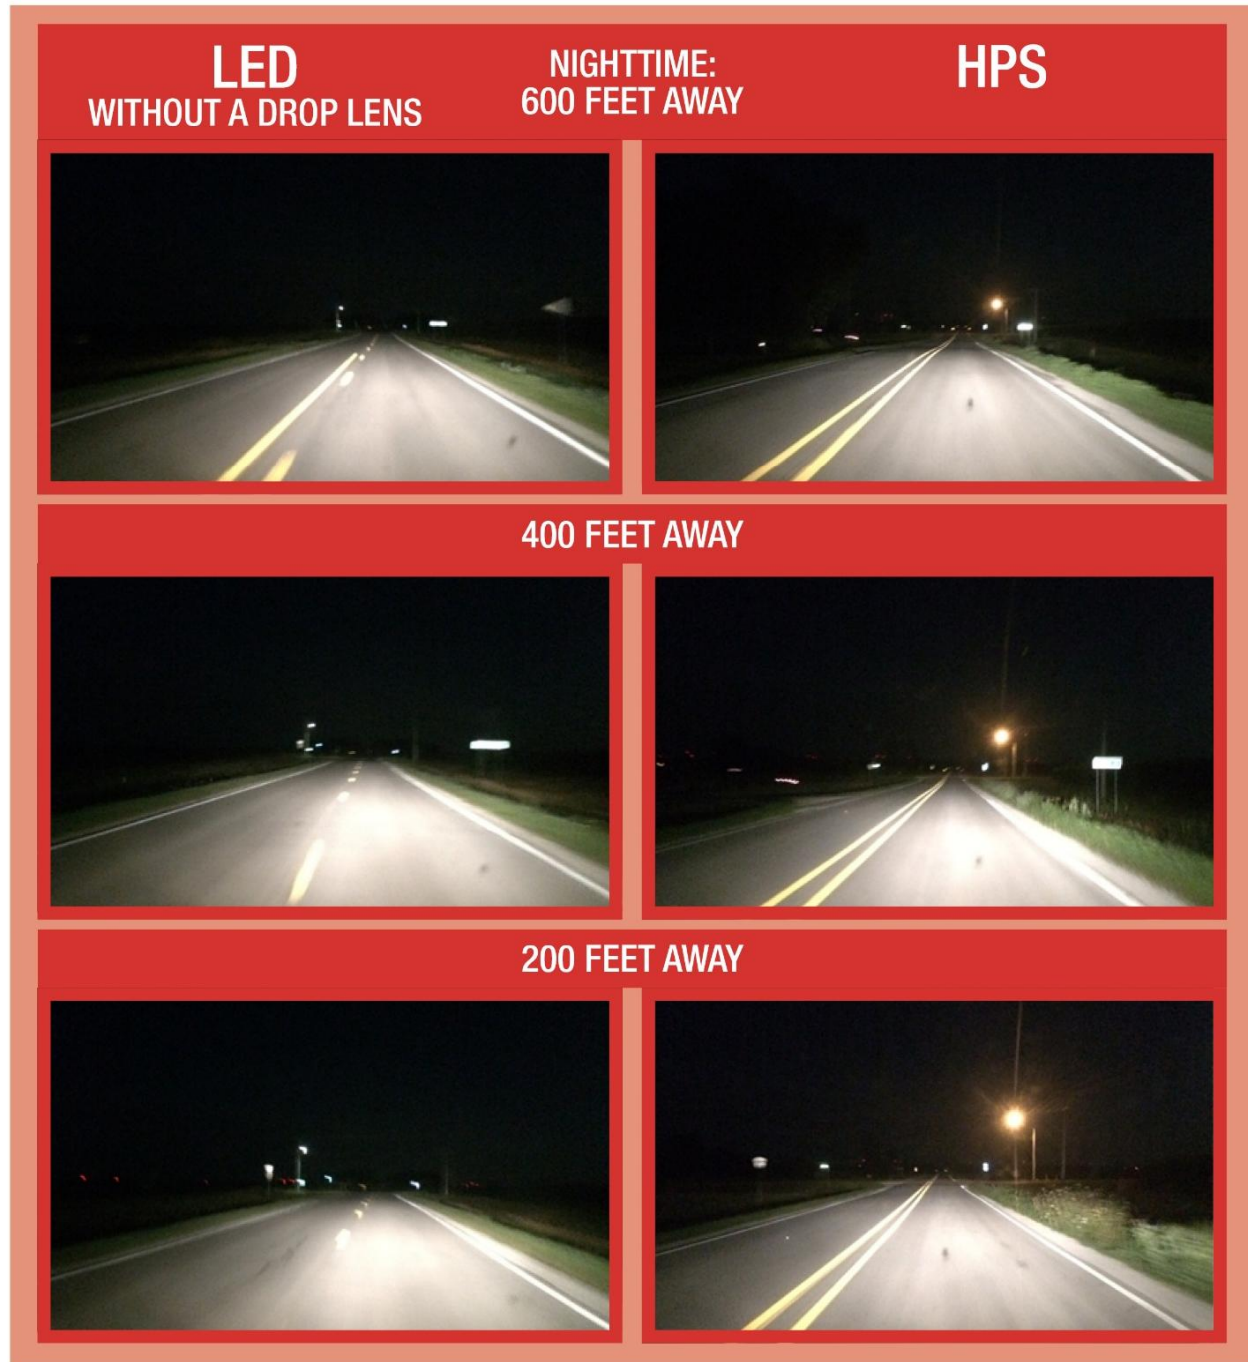 LED
WITHOUT A DROP LENS
NIGHTTIME:
600 FEET AWAY
HPS
400 FEET AWAY
200 FEET AWAY